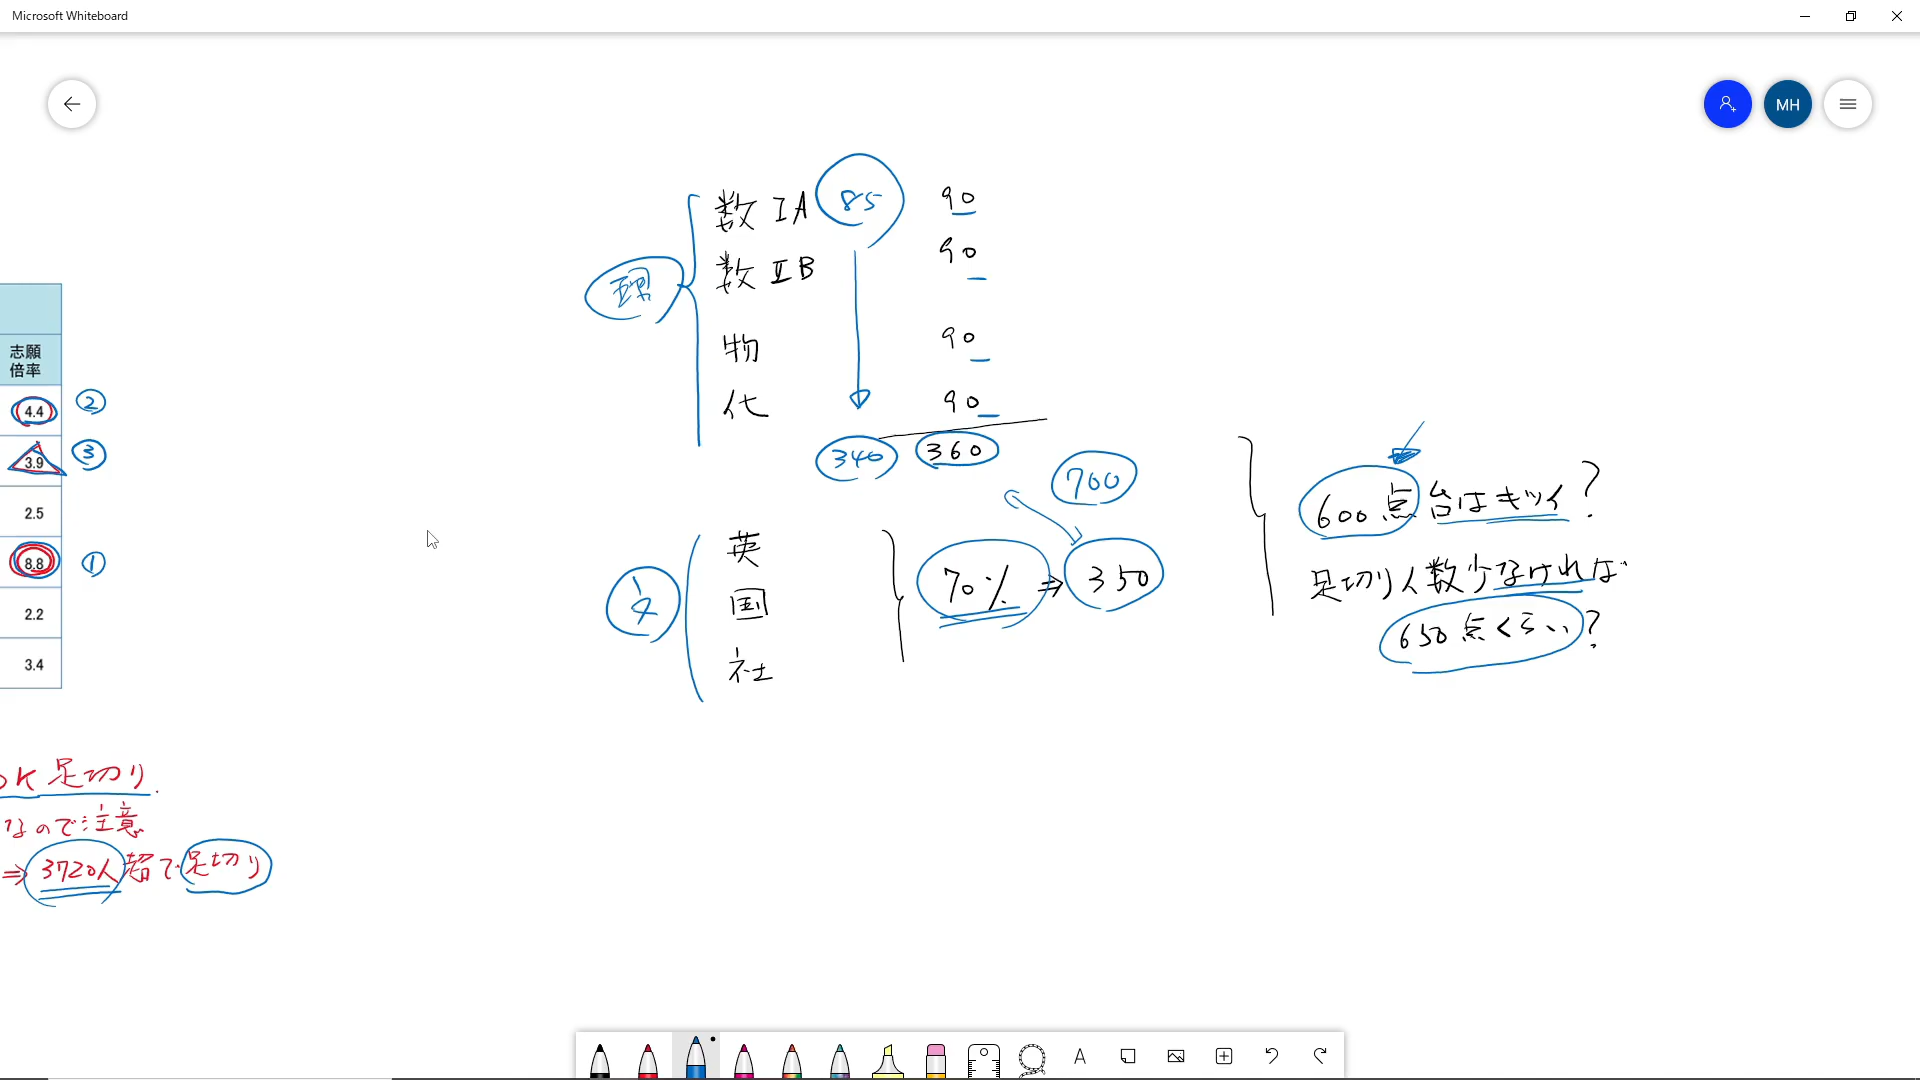 Microsoft Whiteboard
MH
志願
倍率
4.4 ②
3.9 ③
2.5
8.8 ①
2.2
3.4
OK 足切り.
なので注意
⇒ 3720人超で足切り
理
数ⅠA 85 90
数ⅡB 90
物 90
化 90
340 360
700
文
英
国
社
70% ⇒ 350
600点台はキツイ?
足切り人数少なければ
650点くらい?
A